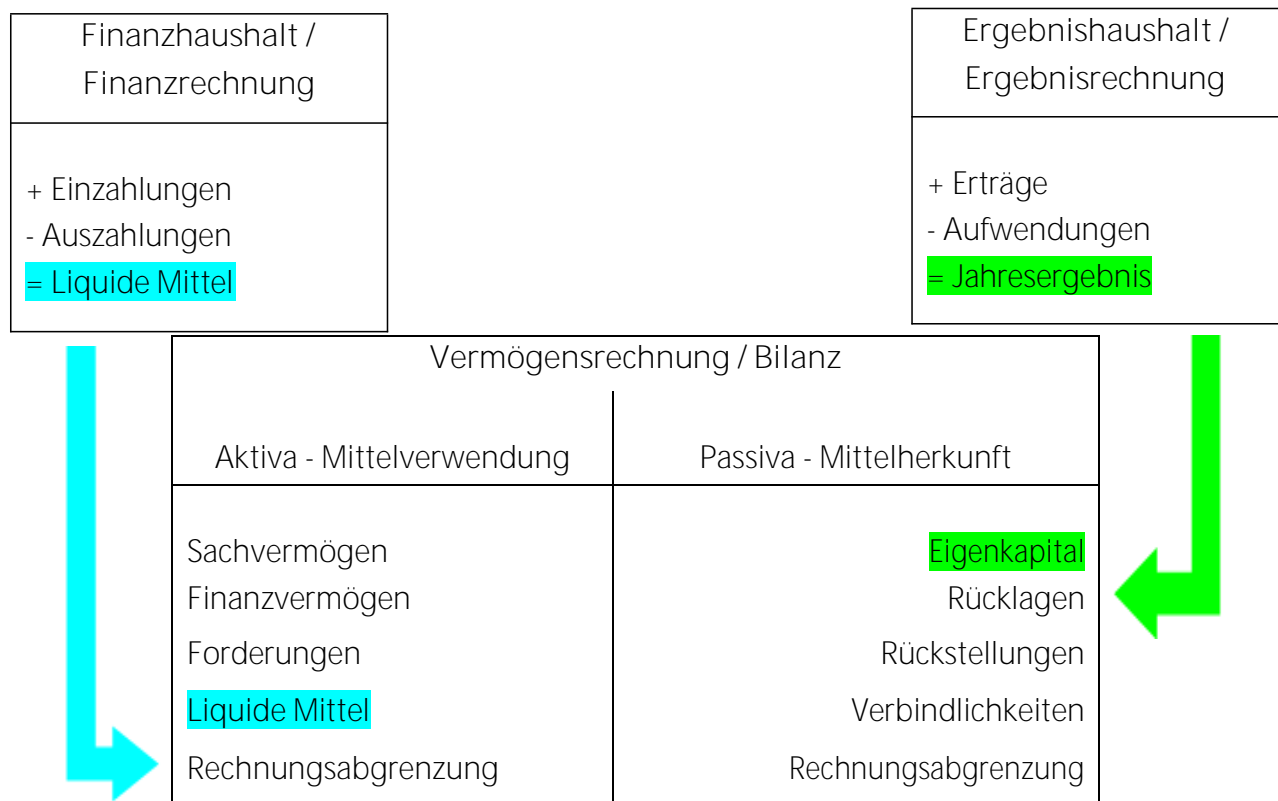 Finanzhaushalt /
Finanzrechnung
+ Einzahlungen
- Auszahlungen
= Liquide Mittel
Ergebnishaushalt /
Ergebnisrechnung
+ Erträge
- Aufwendungen
= Jahresergebnis
Vermögensrechnung / Bilanz
Aktiva - Mittelverwendung
Passiva - Mittelherkunft
Sachvermögen
Finanzvermögen
Forderungen
Liquide Mittel
Rechnungsabgrenzung
Eigenkapital
Rücklagen
Rückstellungen
Verbindlichkeiten
Rechnungsabgrenzung